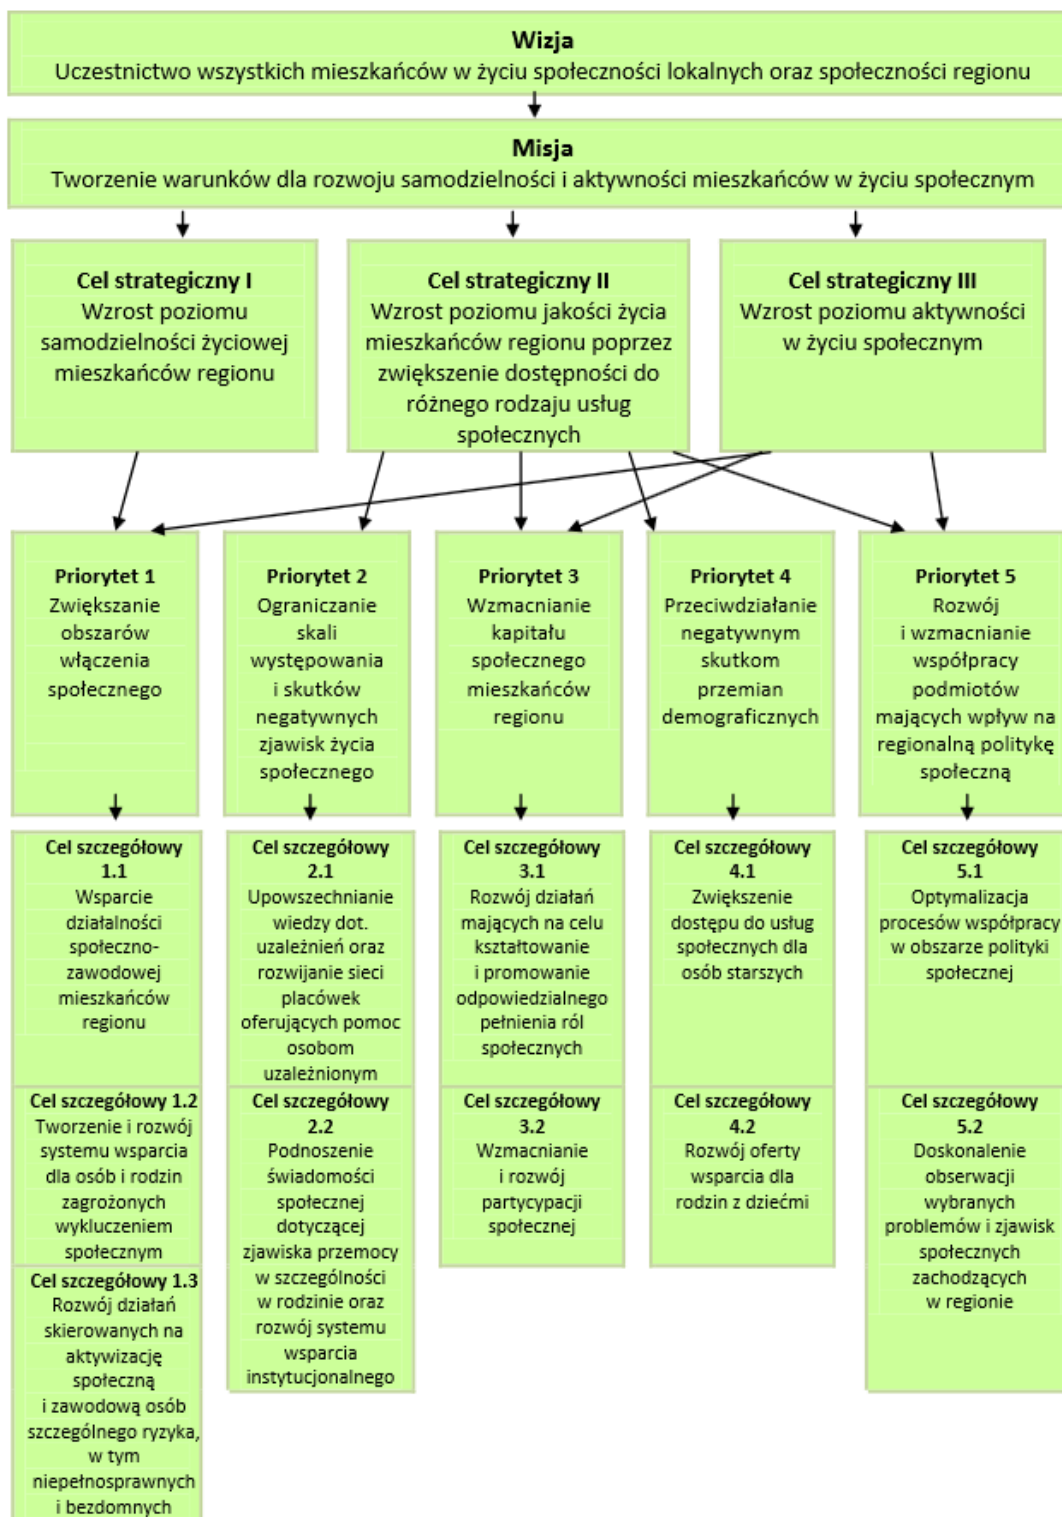 Wizja
Uczestnictwo wszystkich mieszkańców w życiu społeczności lokalnych oraz społeczności regionu
Misja
Tworzenie warunków dla rozwoju samodzielności i aktywności mieszkańców w życiu społecznym
Cel strategiczny I
Wzrost poziomu
samodzielności życiowej
mieszkańców regionu
Cel strategiczny II
Wzrost poziomu jakości życia
mieszkańców regionu poprzez
zwiększenie dostępności do
różnego rodzaju usług
społecznych
Cel strategiczny III
Wzrost poziomu aktywności
w życiu społecznym
Priorytet 1
Zwiększanie
obszarów
włączenia
społecznego
Priorytet 2
Ograniczanie
skali
występowania
i skutków
negatywnych
zjawisk życia
społecznego
Priorytet 3
Wzmacnianie
kapitału
społecznego
mieszkańców
regionu
Priorytet 4
Przeciwdziałanie
negatywnym
skutkom
przemian
demograficznych
Priorytet 5
Rozwój
i wzmacnianie
współpracy
podmiotów
mających wpływ na
regionalną politykę
społeczną
Cel szczegółowy
1.1
Wsparcie
działalności
społeczno-
zawodowej
mieszkańców
regionu
Cel szczegółowy
2.1
Upowszechnianie
wiedzy dot.
uzależnień oraz
rozwijanie sieci
placówek
oferujących pomoc
osobom
uzależnionym
Cel szczegółowy
3.1
Rozwój działań
mających na celu
kształtowanie
i promowanie
odpowiedzialnego
pełnienia ról
społecznych
Cel szczegółowy
4.1
Zwiększenie
dostępu do usług
społecznych dla
osób starszych
Cel szczegółowy
5.1
Optymalizacja
procesów współpracy
w obszarze polityki
społecznej
Cel szczegółowy 1.2
Tworzenie i rozwój
systemu wsparcia
dla osób i rodzin
zagrożonych
wykluczeniem
społecznym
Cel szczegółowy
2.2
Podnoszenie
świadomości
społecznej
dotyczącej
zjawiska przemocy
w szczególności
w rodzinie oraz
rozwój systemu
wsparcia
instytucjonalnego
Cel szczegółowy
3.2
Wzmacnianie
i rozwój
partycypacji
społecznej
Cel szczegółowy
4.2
Rozwój oferty
wsparcia dla
rodzin z dziećmi
Cel szczegółowy
5.2
Doskonalenie
obserwacji
wybranych
problemów i zjawisk
społecznych
zachodzących
w regionie
Cel szczegółowy 1.3
Rozwój działań
skierowanych na
aktywizację
społeczną
i zawodową osób
szczególnego ryzyka,
w tym
niepełnosprawnych
i bezdomnych